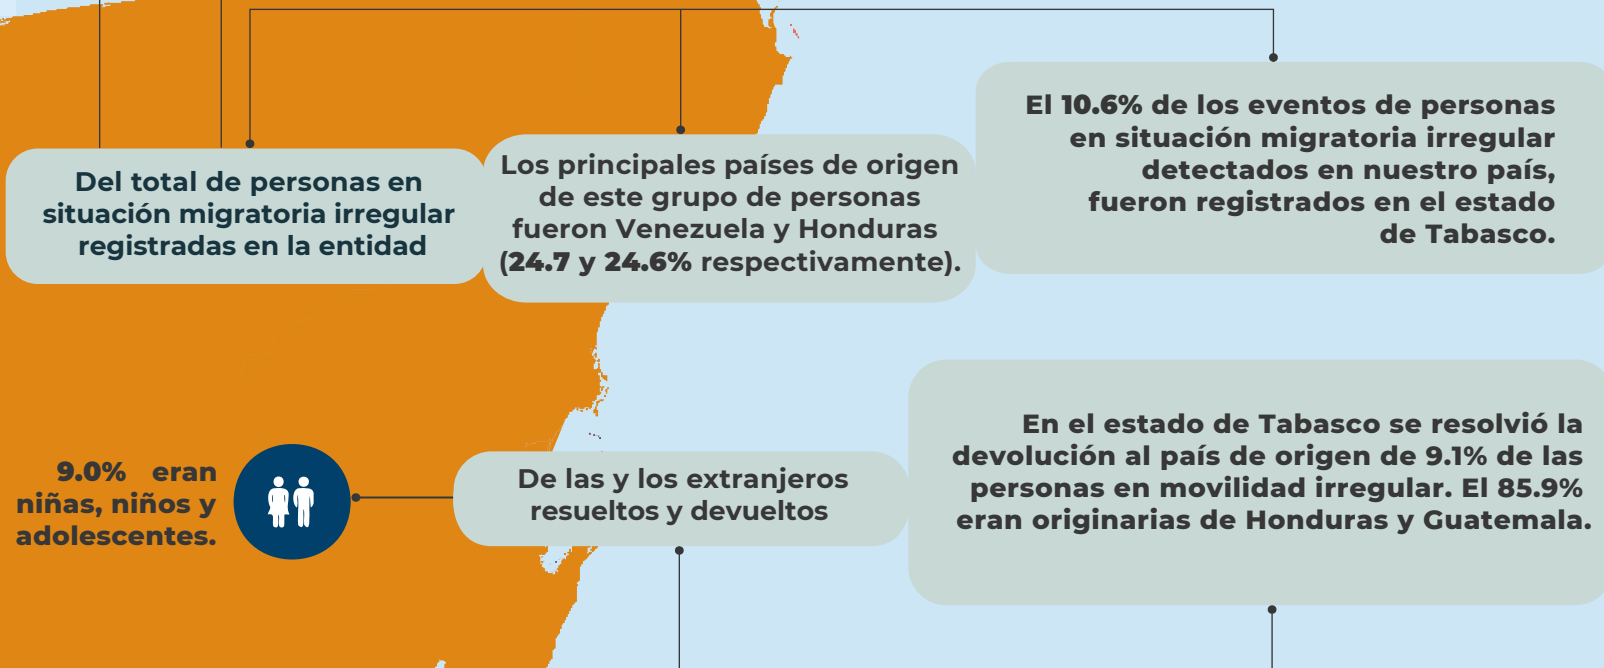 Del total de personas en
situación migratoria irregular
registradas en la entidad
Los principales países de origen
de este grupo de personas
fueron Venezuela y Honduras
(24.7 y 24.6% respectivamente).
El 10.6% de los eventos de personas
en situación migratoria irregular
detectados en nuestro país,
fueron registrados en el estado
de Tabasco.
9.0% eran
niñas, niños y
adolescentes.
De las y los extranjeros
resueltos y devueltos
En el estado de Tabasco se resolvió la
devolución al país de origen de 9.1% de las
personas en movilidad irregular. El 85.9%
eran originarias de Honduras y Guatemala.